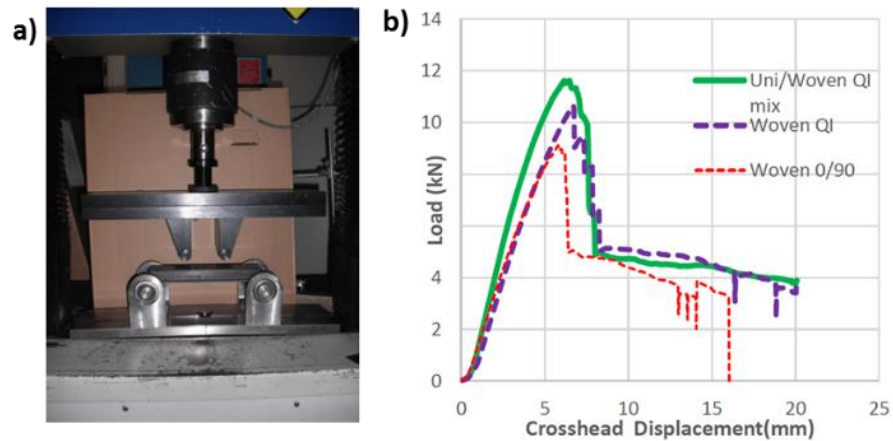 a)
b)
14
12
10
8
6
4
2
0
Load (kN)
Uni/Woven QI
mix
Woven QI
Woven 0/90
0 5 10 15 20 25
Crosshead Displacement(mm)